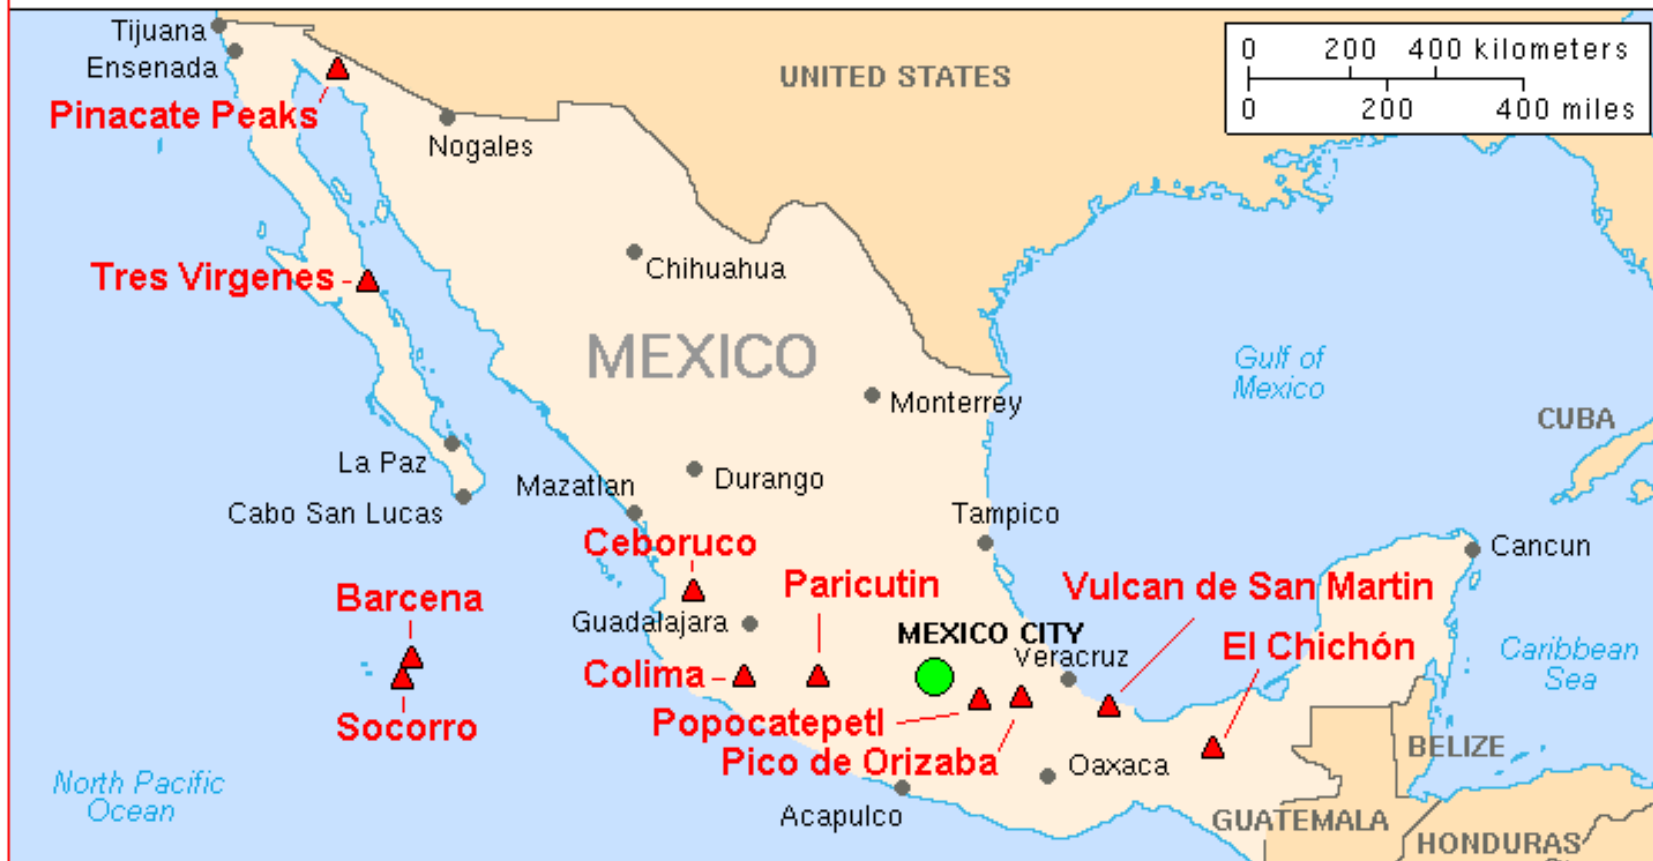 Tijuana
Ensenada
Pinacate Peaks
Nogales
UNITED STATES
0 200 400 kilometers
0 200 400 miles
Chihuahua
Tres Virgenes
MEXICO
Monterrey
Gulf of
Mexico
CUBA
La Paz
Cabo San Lucas
Mazatlan
Durango
Tampico
Cancun
Ceboruco
Paricutin
Vulcan de San Martin
Barcena
Guadalajara
MEXICO CITY
Veracruz
El Chichón
Caribbean
Sea
Colima
Socorro
Popocatepetl
Pico de Orizaba
Oaxaca
BELIZE
North Pacific
Ocean
Acapulco
GUATEMALA
HONDURAS